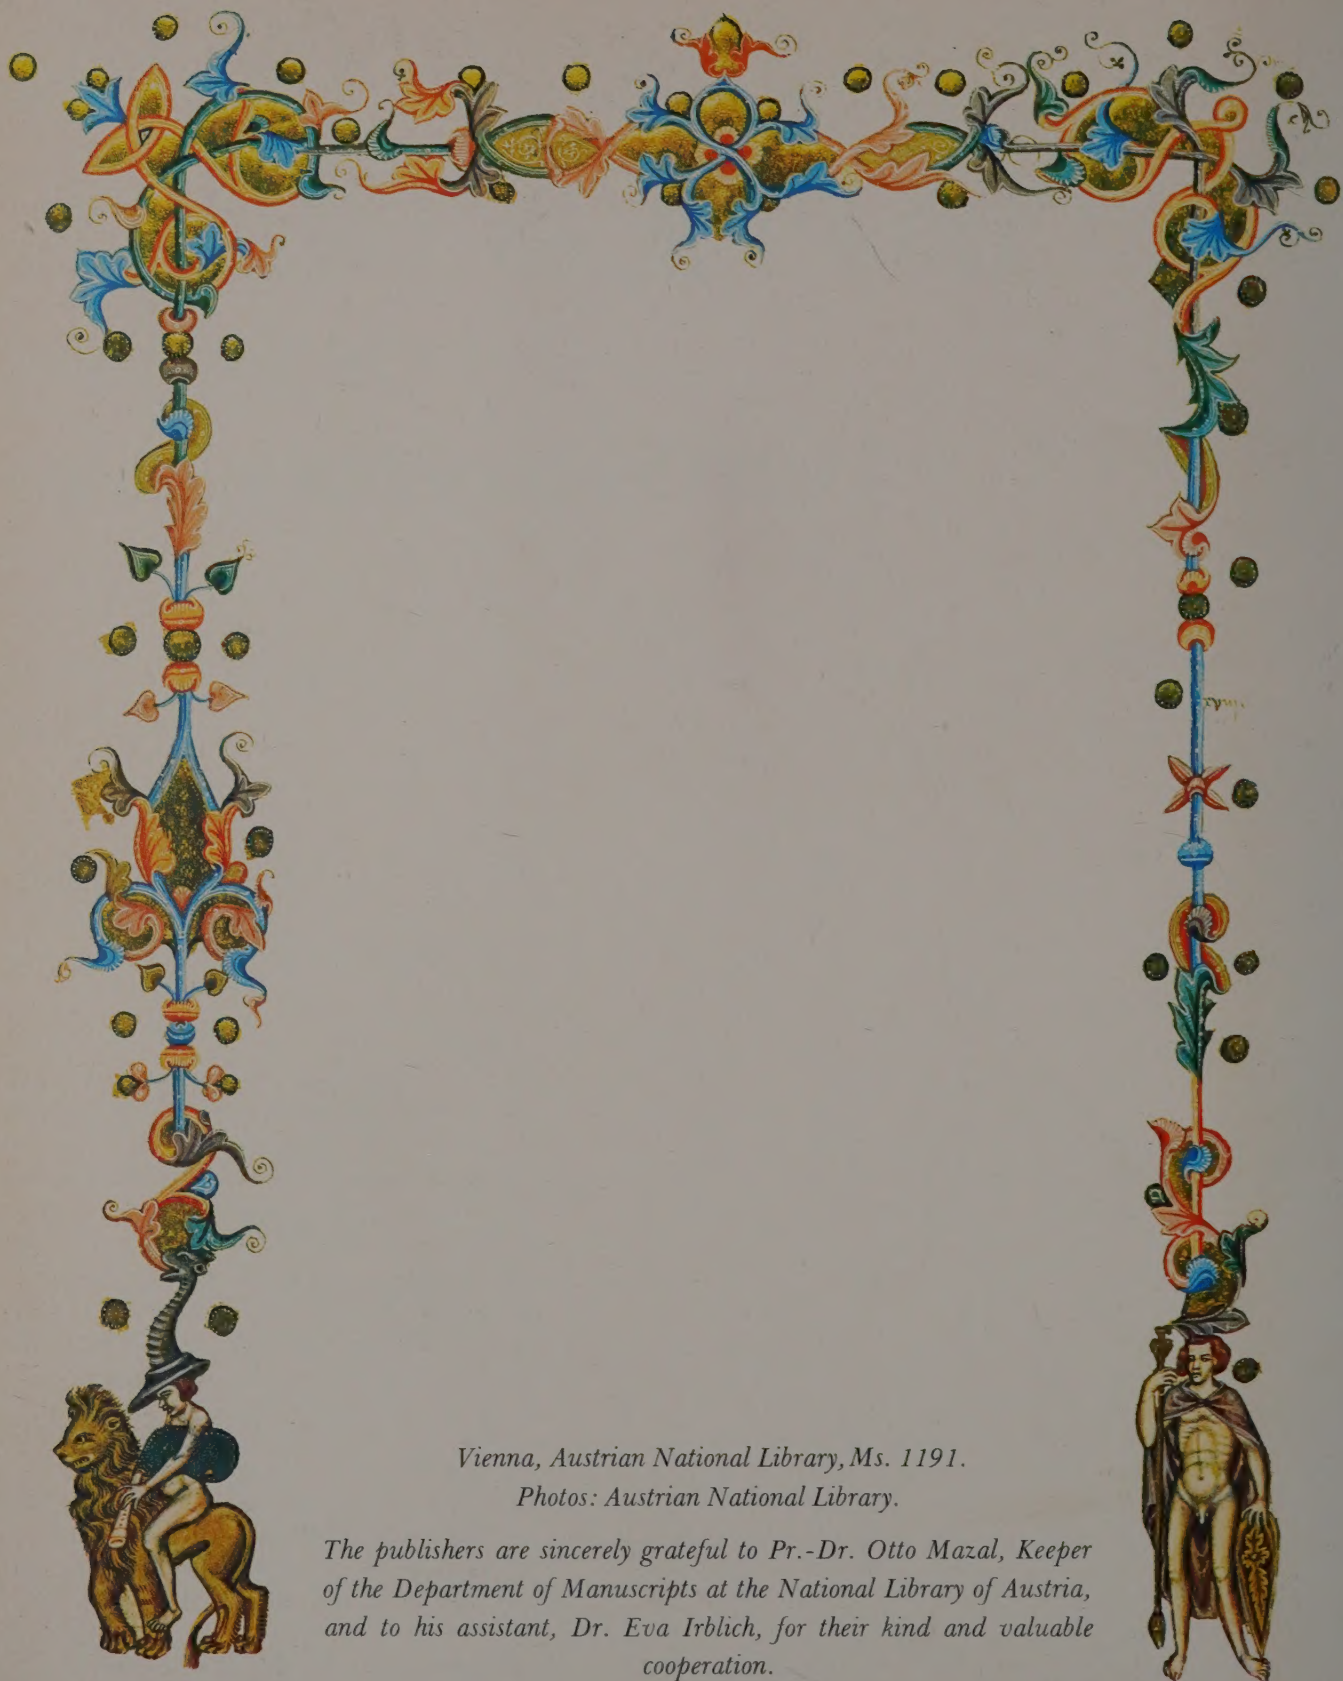 Vienna, Austrian National Library, Ms. 1191.
Photos: Austrian National Library.
The publishers are sincerely grateful to Pr.-Dr. Otto Mazal, Keeper
of the Department of Manuscripts at the National Library of Austria,
and to his assistant, Dr. Eva Irblich, for their kind and valuable
cooperation.